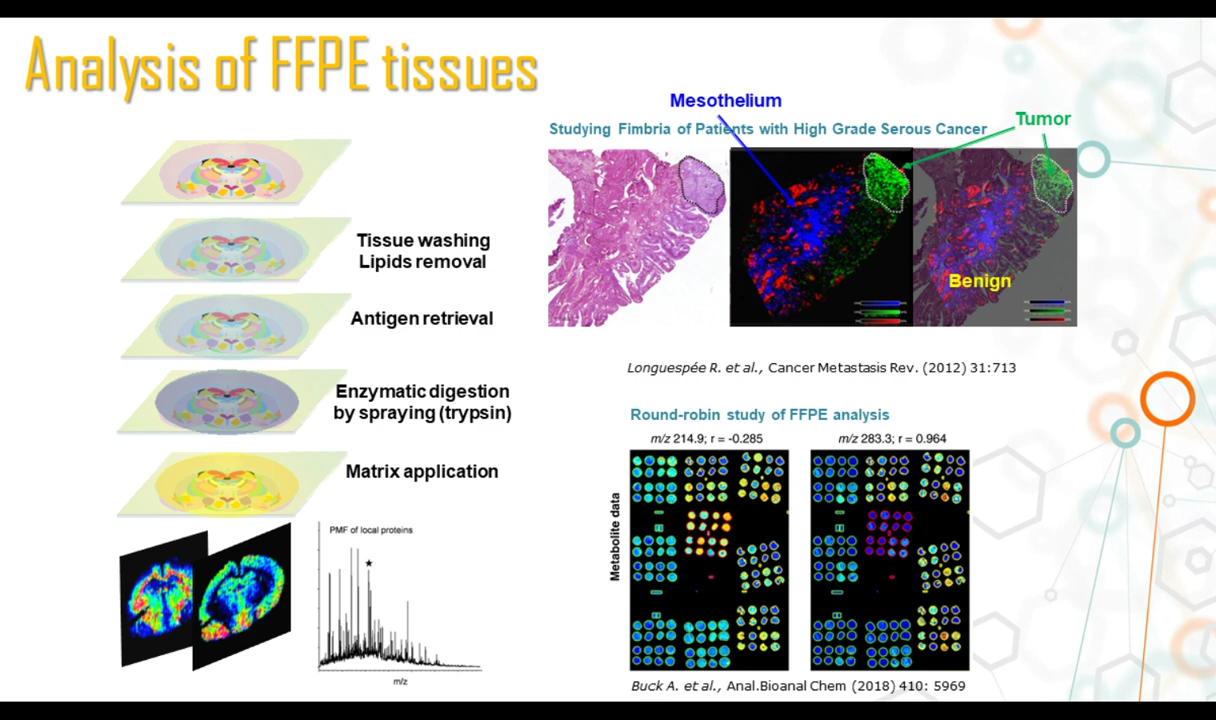 Analysis of FFPE tissues
Tissue washing
Lipids removal
Antigen retrieval
Enzymatic digestion
by spraying (trypsin)
Matrix application
PMF of local proteins
m/z
Mesothelium
Studying Fimbria of Patients with High Grade Serous Cancer
Tumor
Benign
Longuespée R. et al., Cancer Metastasis Rev. (2012) 31:713
Round-robin study of FFPE analysis
m/z 214.9; r = -0.285
m/z 283.3; r = 0.964
Metabolite data
Buck A. et al., Anal.Bioanal Chem (2018) 410: 5969